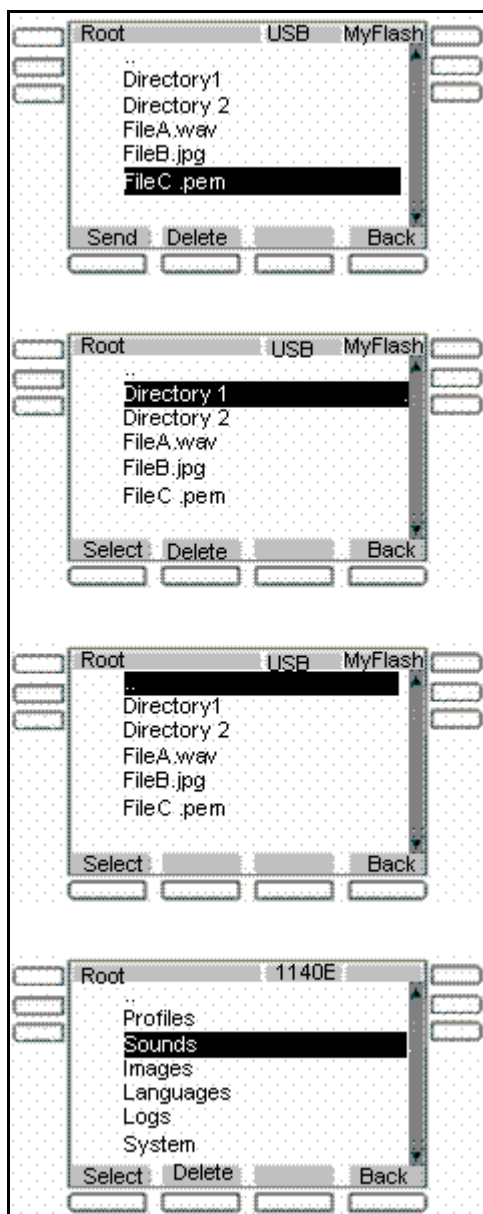 Root USB MyFlash
..
Directory1
Directory 2
FileA.wav
FileB.jpg
FileC .pem
Send Delete Back
Root USB MyFlash
..
Directory 1
Directory 2
FileA.wav
FileB.jpg
FileC .pem
Select Delete Back
Root USB MyFlash
..
Directory1
Directory 2
FileA.wav
FileB.jpg
FileC .pem
Select Back
Root 1140E
..
Profiles
Sounds
Images
Languages
Logs
System
Select Delete Back